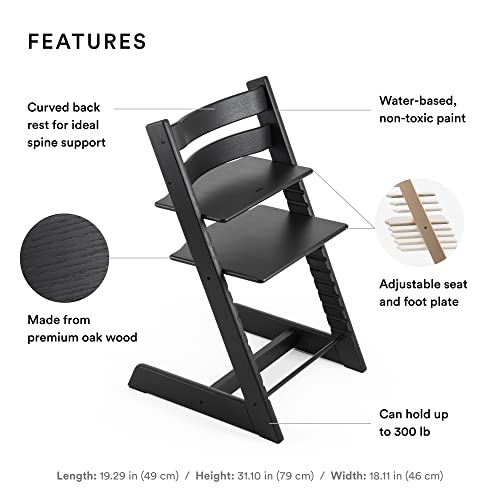 FEATURES
Curved back
rest for ideal
spine support
Water-based,
non-toxic paint
Made from
premium oak wood
Adjustable seat
and foot plate
Can hold up
to 300 lb
Length: 19.29 in (49 cm) / Height: 31.10 in (79 cm) / Width: 18.11 in (46 cm)